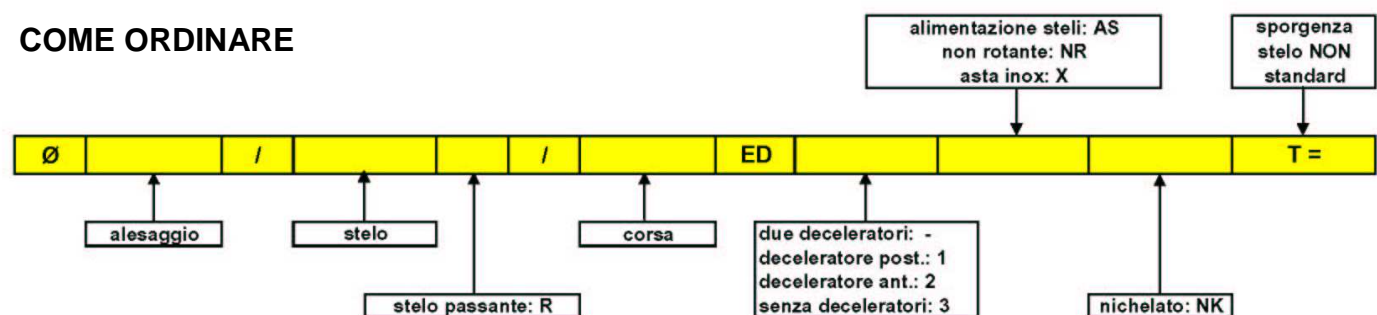 COME ORDINARE
alimentazione steli: AS
non rotante: NR
asta inox: X
sporgenza
stelo NON
standard
Ø / / ED T =
alesaggio
stelo
corsa
due deceleratori: -
deceleratore post.: 1
deceleratore ant.: 2
senza deceleratori: 3
stelo passante: R
nichelato: NK